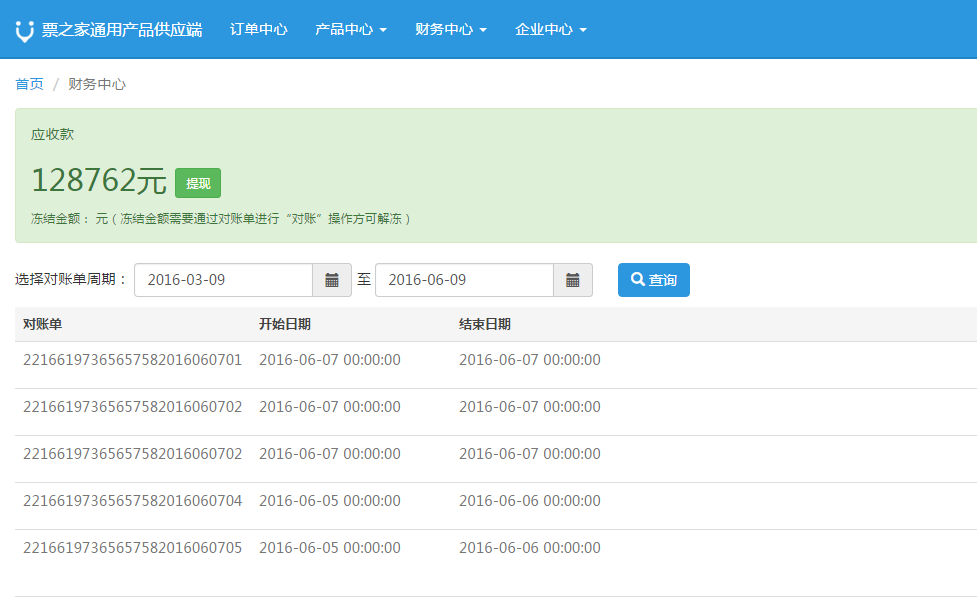 票之家通用产品供应端 订单中心 产品中心 财务中心 企业中心
首页 / 财务中心
应收款
128762元 提现
冻结金额： 元 ( 冻结金额需要通过对账单进行“对账”操作方可解冻 )
选择对账单周期： 2016-03-09 至 2016-06-09 查询
对账单 开始日期 结束日期
22166197365657582016060701 2016-06-07 00:00:00 2016-06-07 00:00:00
22166197365657582016060702 2016-06-07 00:00:00 2016-06-07 00:00:00
22166197365657582016060702 2016-06-07 00:00:00 2016-06-07 00:00:00
22166197365657582016060704 2016-06-05 00:00:00 2016-06-06 00:00:00
22166197365657582016060705 2016-06-05 00:00:00 2016-06-06 00:00:00